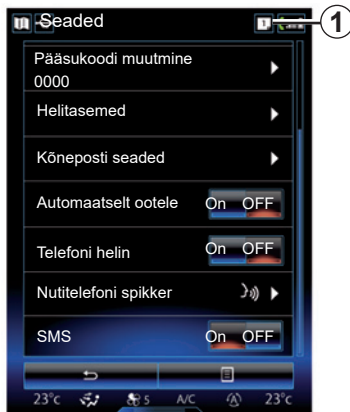 Seaded
1
1
Pääsukoodi muutmine
0000
Helitasemed
Kõneposti seaded
Automaatselt ootele On OFF
Telefoni helin On OFF
Nutitelefoni spikker
SMS On OFF
23°c 5 A/C 23°c